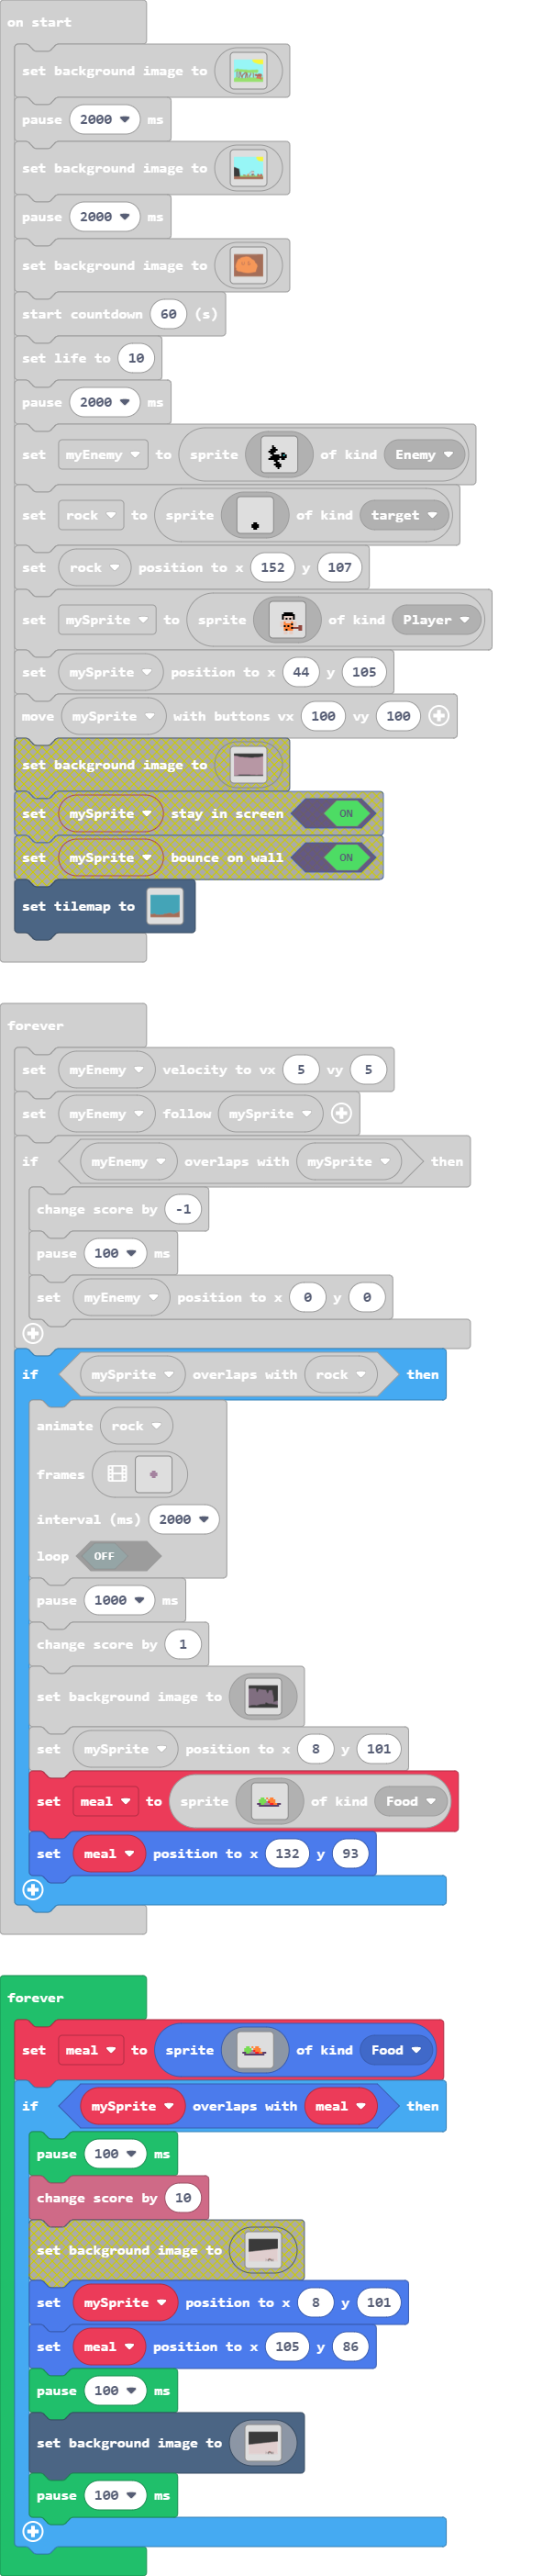 on start
set background image to
pause 2000 ms
set background image to
pause 2000 ms
set background image to
start countdown 60 (s)
set life to 10
pause 2000 ms
set myEnemy to sprite of kind Enemy
set rock to sprite of kind target
set rock position to x 152 y 107
set mySprite to sprite of kind Player
set mySprite position to x 44 y 105
move mySprite with buttons vx 100 vy 100
set background image to
set mySprite stay in screen ON
set mySprite bounce on wall ON
set tilemap to
forever
set myEnemy velocity to vx 5 vy 5
set myEnemy follow mySprite
if myEnemy overlaps with mySprite then
change score by -1
pause 100 ms
set myEnemy position to x 0 y 0
if mySprite overlaps with rock then
animate rock
frames
interval (ms) 2000
loop OFF
pause 1000 ms
change score by 1
set background image to
set mySprite position to x 8 y 101
set meal to sprite of kind Food
set meal position to x 132 y 93
forever
set meal to sprite of kind Food
if mySprite overlaps with meal then
pause 100 ms
change score by 10
set background image to
set mySprite position to x 8 y 101
set meal position to x 105 y 86
pause 100 ms
set background image to
pause 100 ms